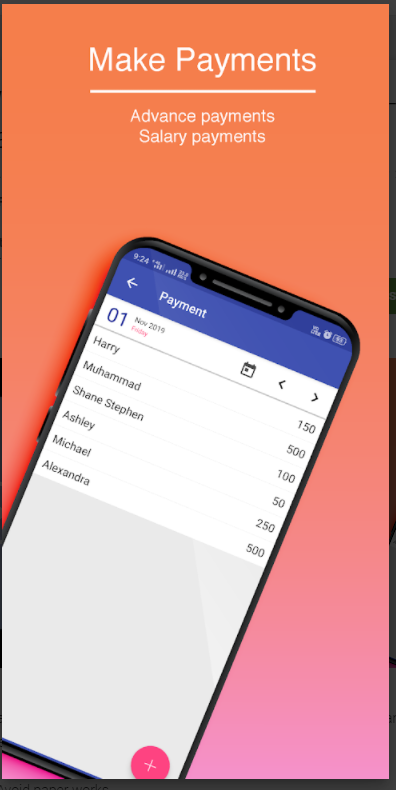 Make Payments
Advance payments
Salary payments
9:24
Payment
01 Nov 2019
Friday
Harry 150
Muhammad 500
Shane Stephen 100
Ashley 50
Michael 250
Alexandra 500